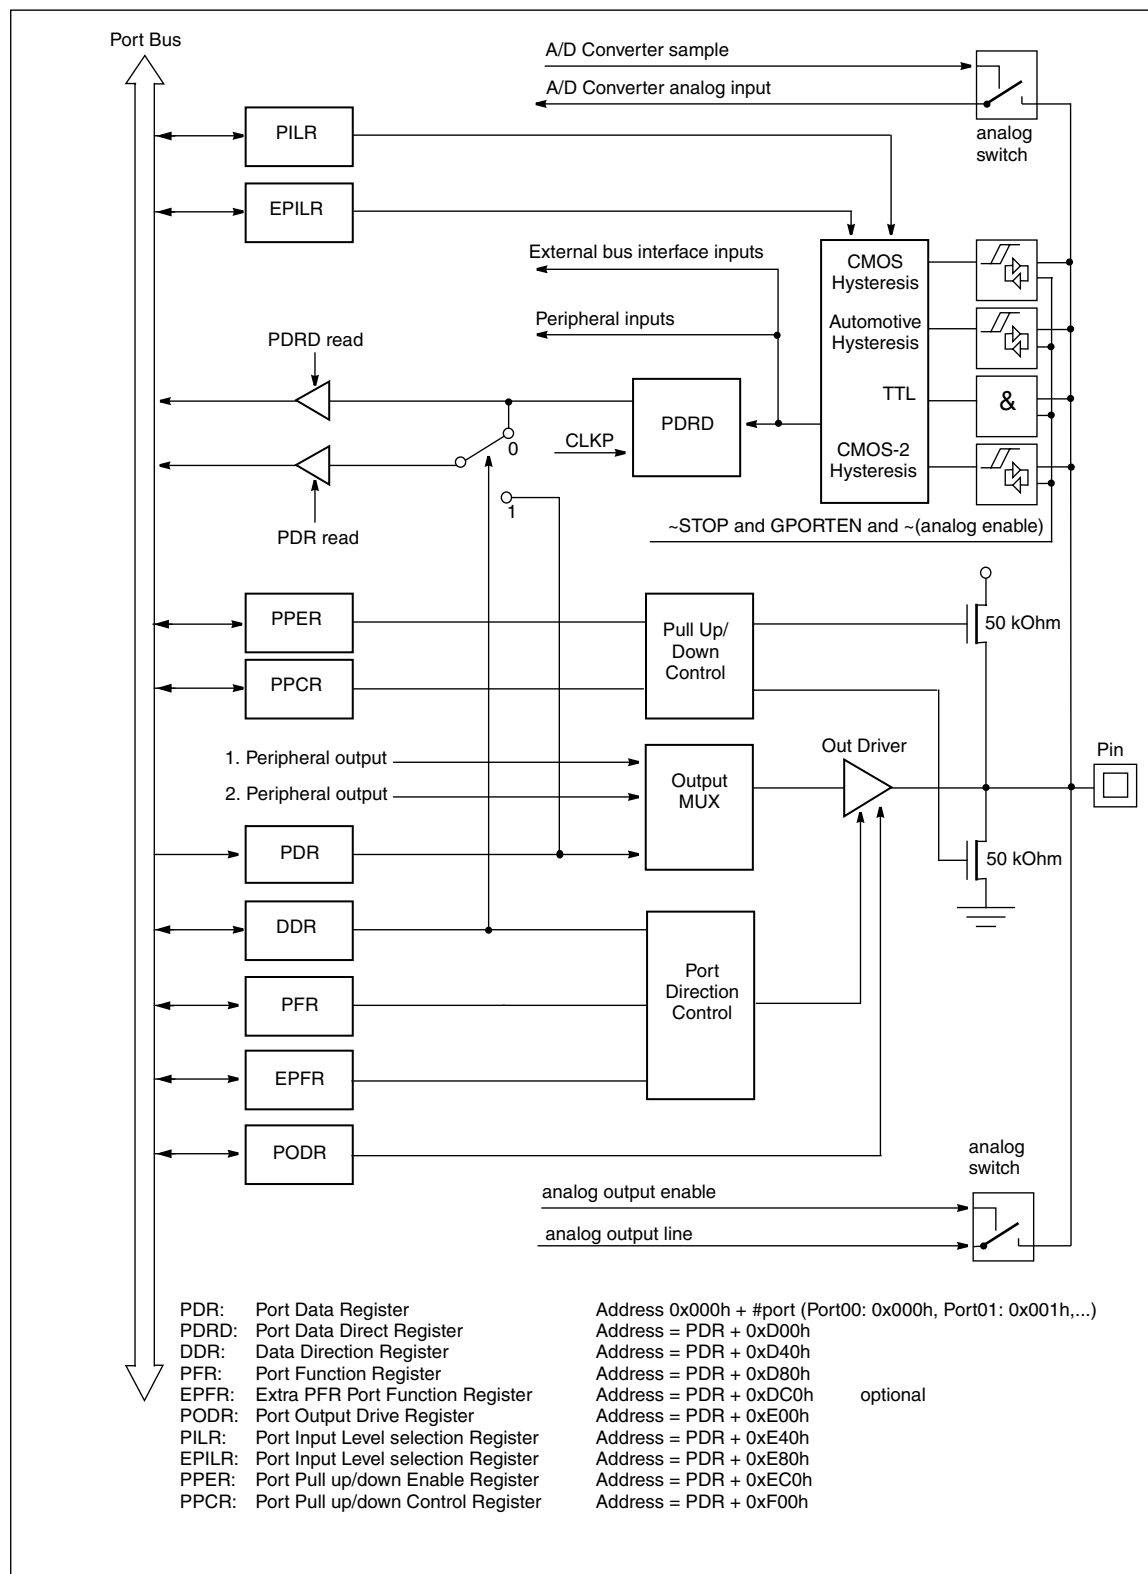 Port Bus
A/D Converter sample
A/D Converter analog input
analog
switch
PILR
EPILR
External bus interface inputs
Peripheral inputs
CMOS
Hysteresis
Automotive
Hysteresis
TTL
CMOS-2
Hysteresis
&
PDRD read
PDRD
CLKP
0
1
PDR read
~STOP and GPORTEN and ~(analog enable)
PPER
PPCR
Pull Up/
Down
Control
50 kOhm
1. Peripheral output
2. Peripheral output
Output
MUX
Out Driver
Pin
PDR
50 kOhm
DDR
PFR
EPFR
Port
Direction
Control
PODR
analog
switch
analog output enable
analog output line
PDR: Port Data Register Address 0x000h + #port (Port00: 0x000h, Port01: 0x001h,...)
PDRD: Port Data Direct Register Address = PDR + 0xD00h
DDR: Data Direction Register Address = PDR + 0xD40h
PFR: Port Function Register Address = PDR + 0xD80h
EPFR: Extra PFR Port Function Register Address = PDR + 0xDC0h optional
PODR: Port Output Drive Register Address = PDR + 0xE00h
PILR: Port Input Level selection Register Address = PDR + 0xE40h
EPILR: Port Input Level selection Register Address = PDR + 0xE80h
PPER: Port Pull up/down Enable Register Address = PDR + 0xEC0h
PPCR: Port Pull up/down Control Register Address = PDR + 0xF00h